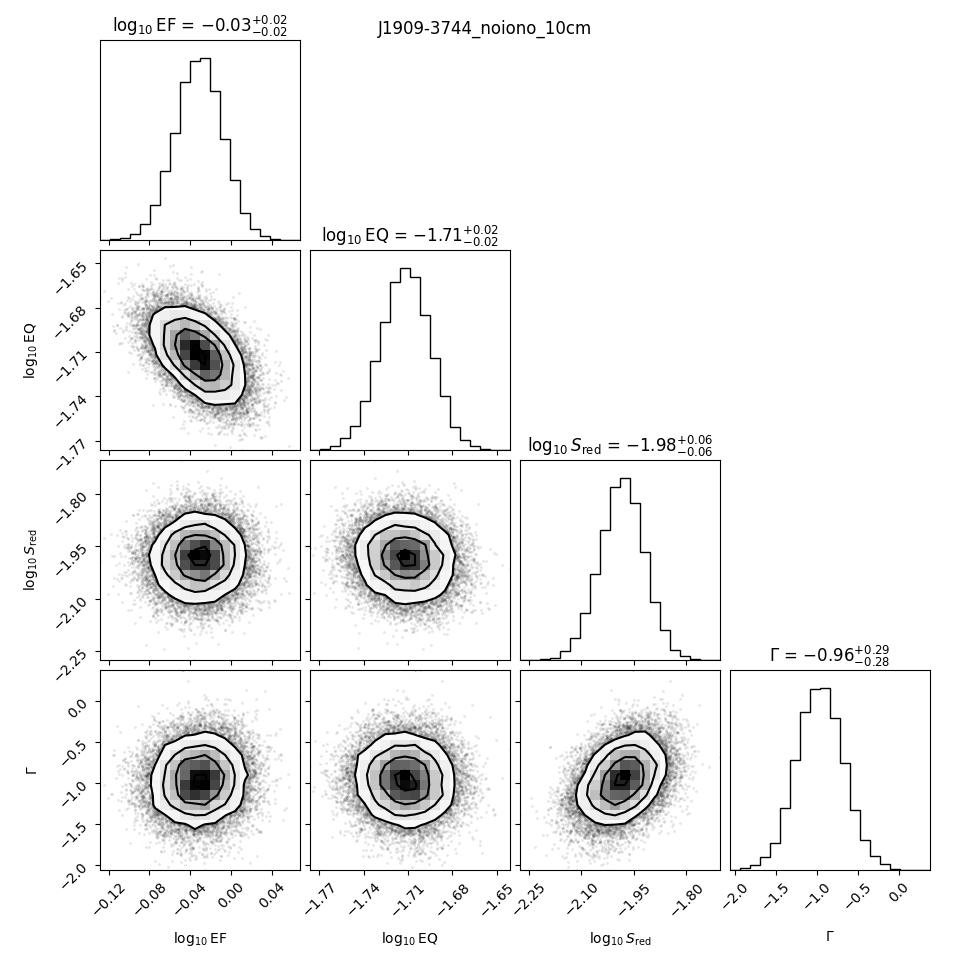 J1909-3744_noiono_10cm
log₁₀ EF = −0.03⁺⁰·⁰²₋₀.₀₂
log₁₀ EQ = −1.71⁺⁰·⁰²₋₀.₀₂
−1.65
−1.68
−1.71
−1.74
−1.77
log₁₀ EQ
log₁₀ S_red = −1.98⁺⁰·⁰⁶₋₀.₀₆
−1.80
−1.95
−2.10
−2.25
log₁₀ S_red
Γ = −0.96⁺⁰·²⁹₋₀.₂₈
0.0
−0.5
−1.0
−1.5
−2.0
Γ
−0.12 −0.08 −0.04 0.00 0.04
−1.77 −1.74 −1.71 −1.68 −1.65
−2.25 −2.10 −1.95 −1.80
−2.0 −1.5 −1.0 −0.5 0.0
log₁₀ EF
log₁₀ EQ
log₁₀ S_red
Γ